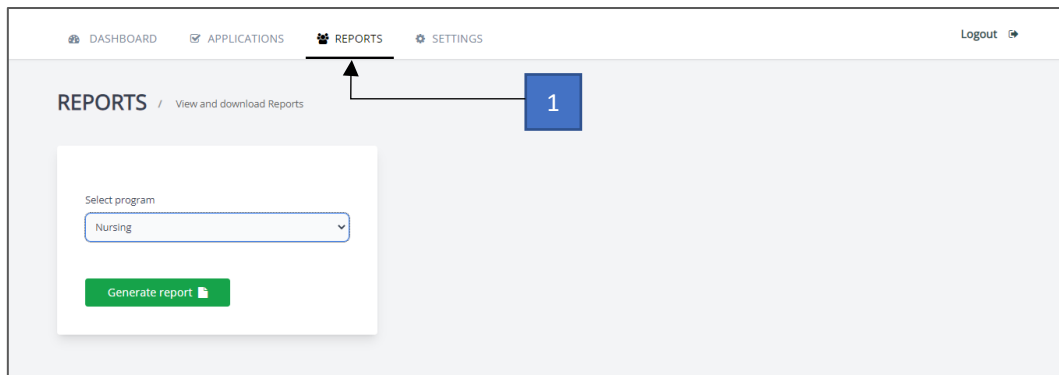 DASHBOARD APPLICATIONS REPORTS SETTINGS Logout
1
REPORTS / View and download Reports
Select program
Nursing
Generate report